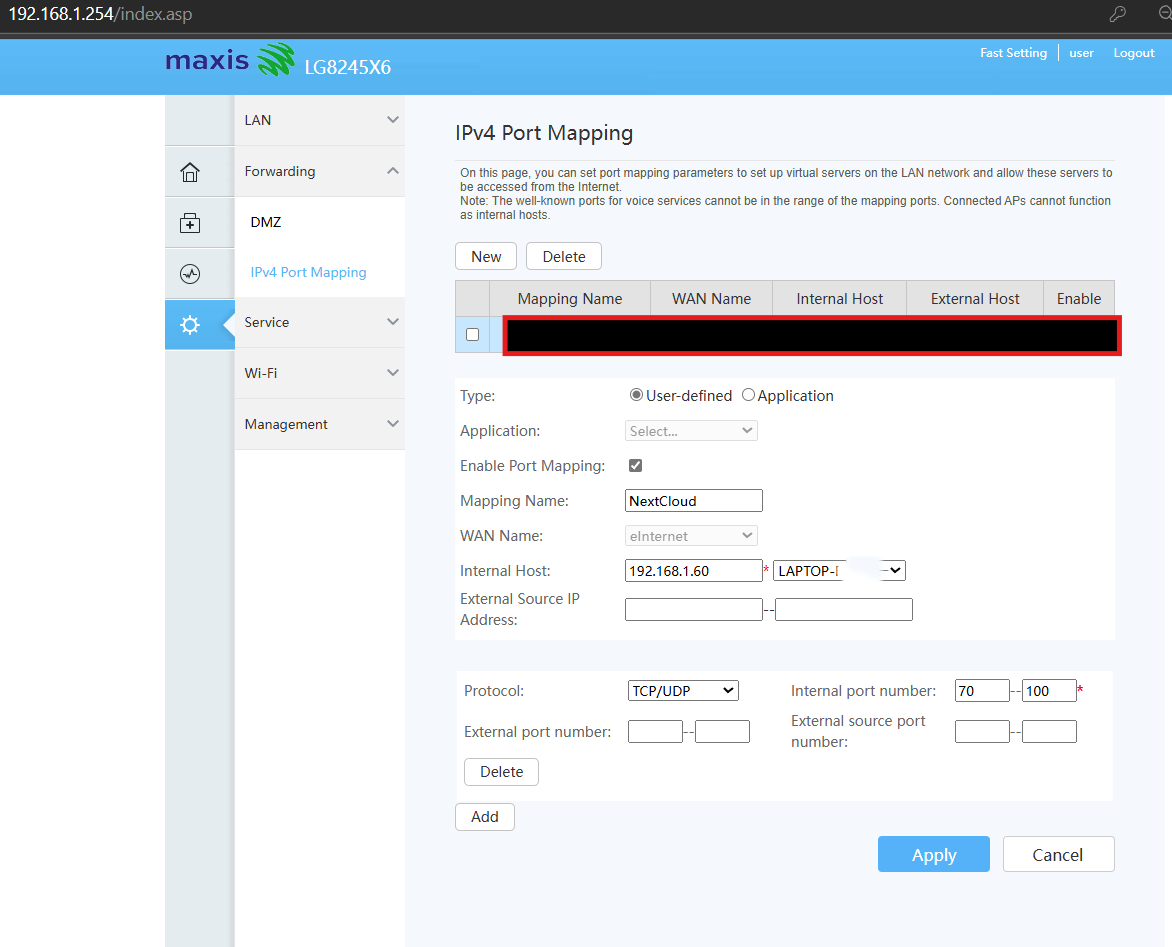 192.168.1.254/index.asp
maxis LG8245X6
Fast Setting user Logout
LAN
Forwarding
DMZ
IPv4 Port Mapping
Service
Wi-Fi
Management
IPv4 Port Mapping
On this page, you can set port mapping parameters to set up virtual servers on the LAN network and allow these servers to
be accessed from the Internet.
Note: The well-known ports for voice services cannot be in the range of the mapping ports. Connected APs cannot function
as internal hosts.
New Delete
Mapping Name WAN Name Internal Host External Host Enable
Type: User-defined Application
Application: Select...
Enable Port Mapping:
Mapping Name: NextCloud
WAN Name: eInternet
Internal Host: 192.168.1.60 * LAPTOP-
External Source IP
Address: --
Protocol: TCP/UDP Internal port number: 70 -- 100 *
External port number: -- External source port
number: --
Delete
Add
Apply Cancel